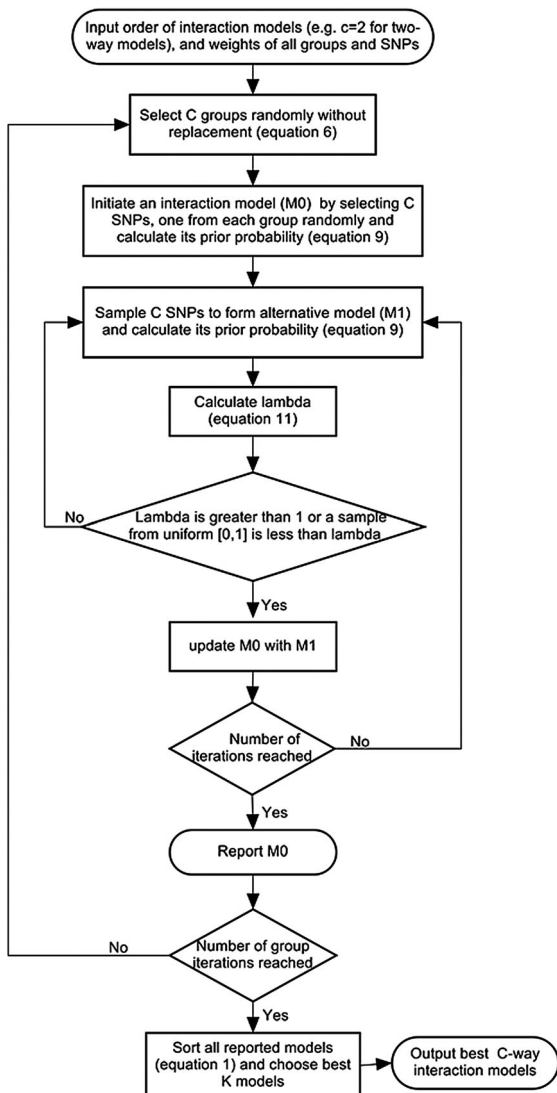 Input order of interaction models (e.g. c=2 for two-
way models), and weights of all groups and SNPs
Select C groups randomly without
replacement (equation 6)
Initiate an interaction model (M0) by selecting C
SNPs, one from each group randomly and
calculate its prior probability (equation 9)
Sample C SNPs to form alternative model (M1)
and calculate its prior probability (equation 9)
Calculate lambda
(equation 11)
No
Lambda is greater than 1 or a sample
from uniform [0,1] is less than lambda
Yes
update M0 with M1
Number of
iterations reached
No
Yes
Report M0
No
Number of group
iterations reached
Yes
Sort all reported models
(equation 1) and choose best
K models
Output best C-way
interaction models